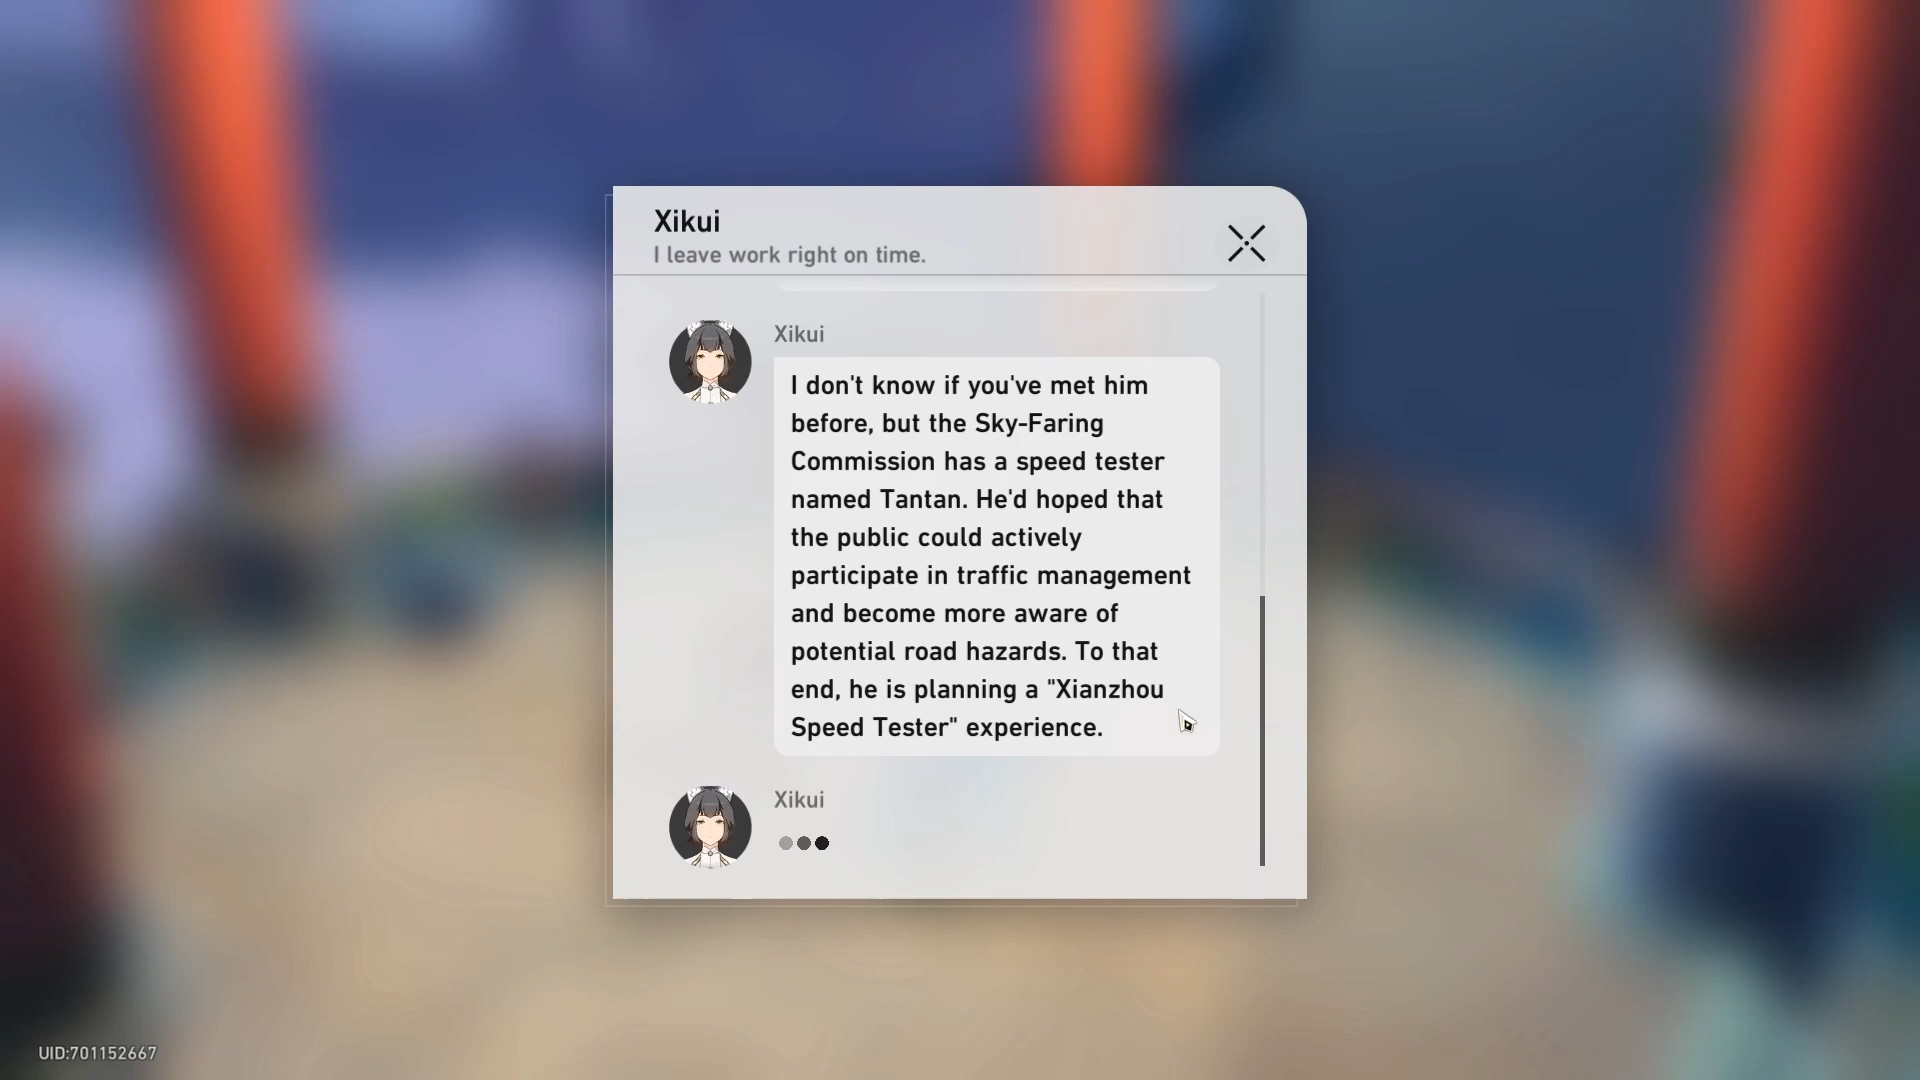 Xikui
I leave work right on time.
Xikui
I don't know if you've met him
before, but the Sky-Faring
Commission has a speed tester
named Tantan. He'd hoped that
the public could actively
participate in traffic management
and become more aware of
potential road hazards. To that
end, he is planning a "Xianzhou
Speed Tester" experience.
Xikui
UID:701152667